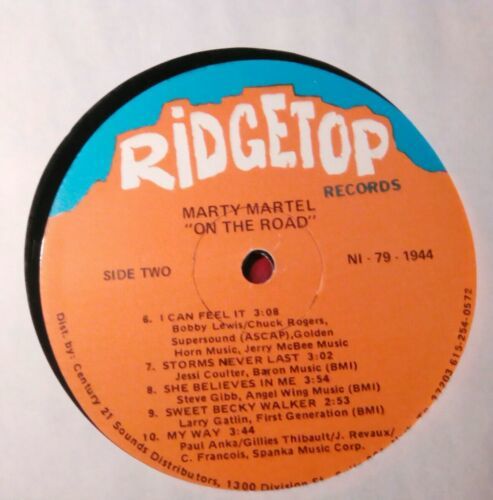 RiDGETOP
RECORDS
MARTY MARTEL
"ON THE ROAD"
SIDE TWO
NI - 79 - 1944
6. I CAN FEEL IT 3:08
Bobby Lewis/Chuck Rogers,
Supersound (ASCAP),Golden
Horn Music, Jerry McBee Music
7. STORMS NEVER LAST 3:02
Jessi Coulter, Baron Music (BMI)
8. SHE BELIEVES IN ME 3:54
Steve Gibb, Angel Wing Music (BMI)
9. SWEET BECKY WALKER 2:53
Larry Gatlin, First Generation (BMI)
10. MY WAY 3:44
Paul Anka/Gillies Thibault/J. Revaux/
C. Francois, Spanka Music Corp.
Dist. by: Century 21 Sounds Distributors, 1300 Division St., 37203 615-254-0572